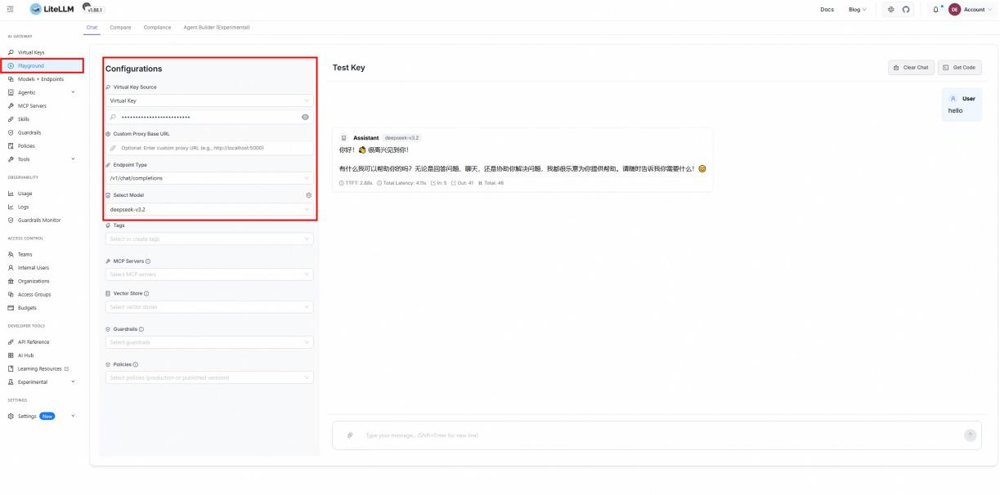 LiteLLM
v1.88.1
Docs
Blog
DE
Account
AI GATEWAY
Virtual Keys
Playground
Models + Endpoints
Agentic
MCP Servers
Skills
Guardrails
Policies
Tools
OBSERVABILITY
Usage
Logs
Guardrails Monitor
ACCESS CONTROL
Teams
Internal Users
Organizations
Access Groups
Budgets
DEVELOPER TOOLS
API Reference
AI Hub
Learning Resources
Experimental
SETTINGS
Settings New
Chat
Compare
Compliance
Agent Builder (Experimental)
Configurations
Virtual Key Source
Virtual Key
•••••••••••••••••••••••••
Custom Proxy Base URL
Optional: Enter custom proxy URL (e.g., http://localhost:5000)
Endpoint Type
/v1/chat/completions
Select Model
deepseek-v3.2
Tags
Select or create tags
MCP Servers
Select MCP servers
Vector Store
Select vector stores
Guardrails
Select guardrails
Policies
Select policies (production or published versions)
Test Key
Clear Chat
Get Code
User
hello
Assistant deepseek-v3.2
你好！👋 很高兴见到你！
有什么我可以帮助你的吗？无论是回答问题、聊天，还是协助你解决问题，我都很乐意为你提供帮助。请随时告诉我你需要什么！😊
TTFT: 2.88s Total Latency: 4.11s In: 5 Out: 41 Total: 46
Type your message... (Shift+Enter for new line)